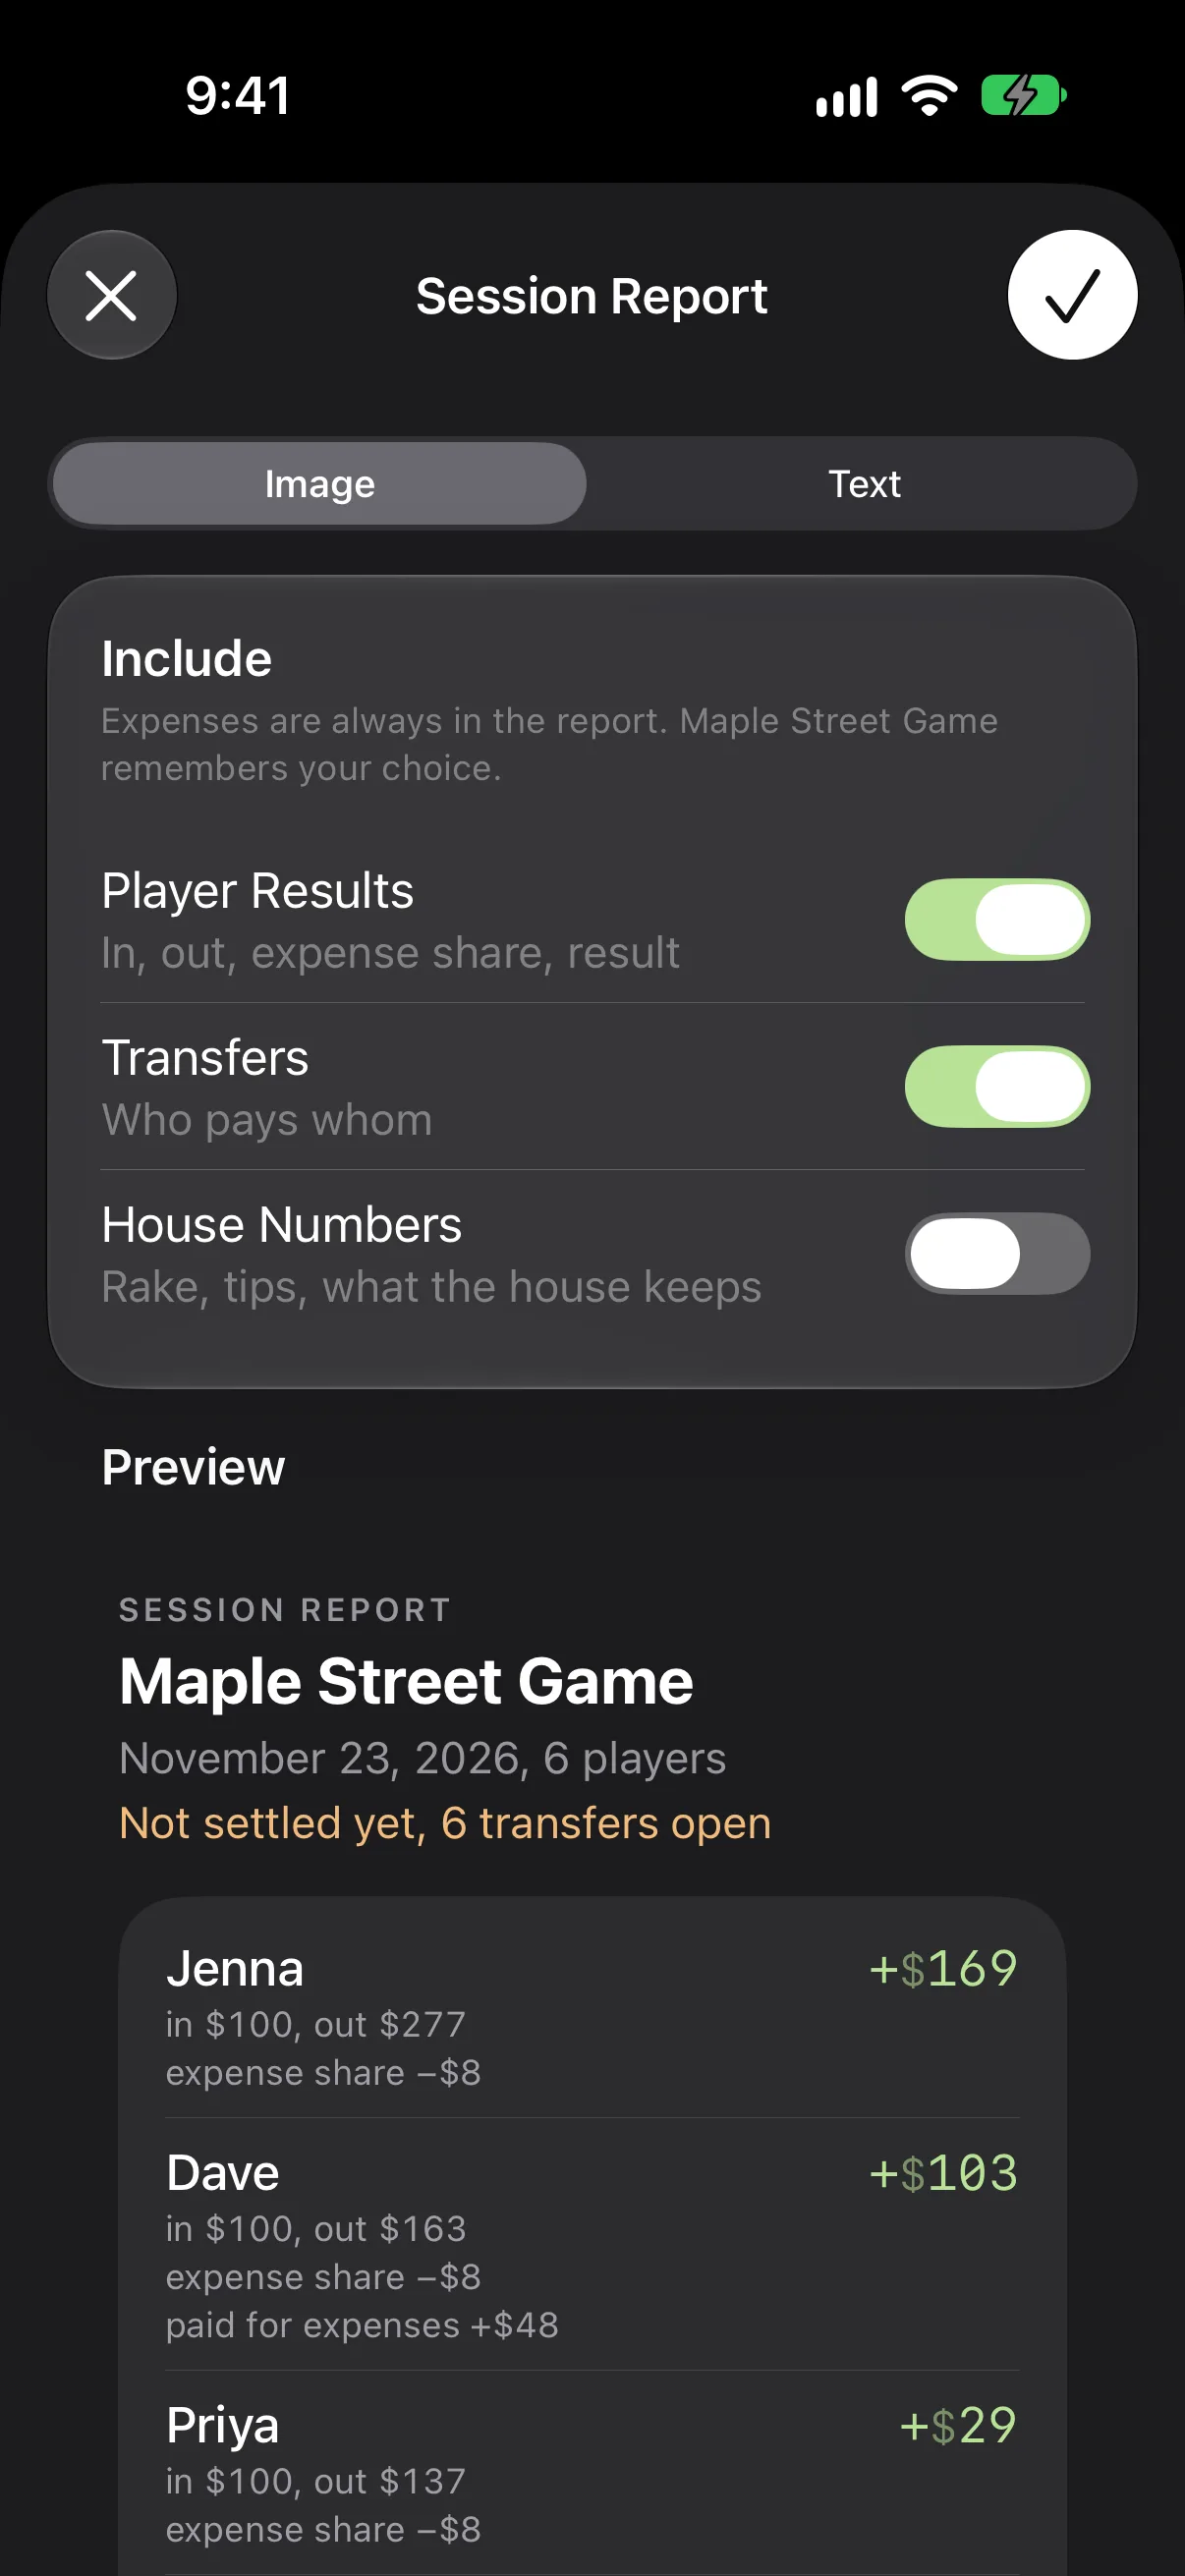 9:41
Session Report
Image
Text
Include
Expenses are always in the report. Maple Street Game
remembers your choice.
Player Results
In, out, expense share, result
Transfers
Who pays whom
House Numbers
Rake, tips, what the house keeps
Preview
SESSION REPORT
Maple Street Game
November 23, 2026, 6 players
Not settled yet, 6 transfers open
Jenna
+$169
in $100, out $277
expense share −$8
Dave
+$103
in $100, out $163
expense share −$8
paid for expenses +$48
Priya
+$29
in $100, out $137
expense share −$8